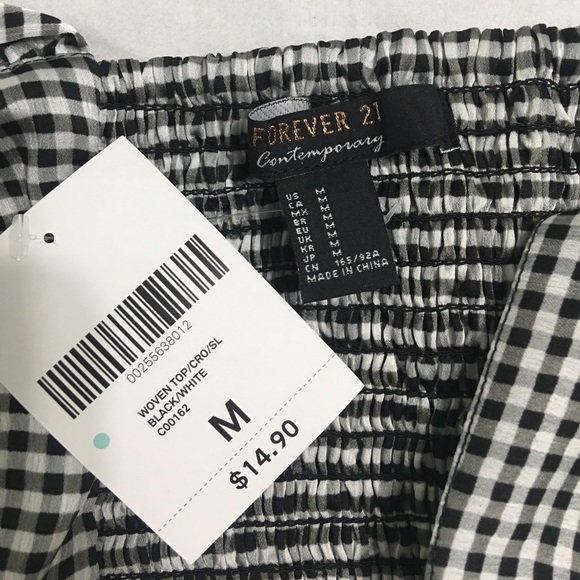 FOREVER 21
Contemporary
US M
CA M
MX M
BR M
EU M
UK M
KR M
JP M
CN 165/92A
MADE IN CHINA
00255638012
WOVEN TOP/CRO/SL
BLACK/WHITE
C00162
M
$14.90